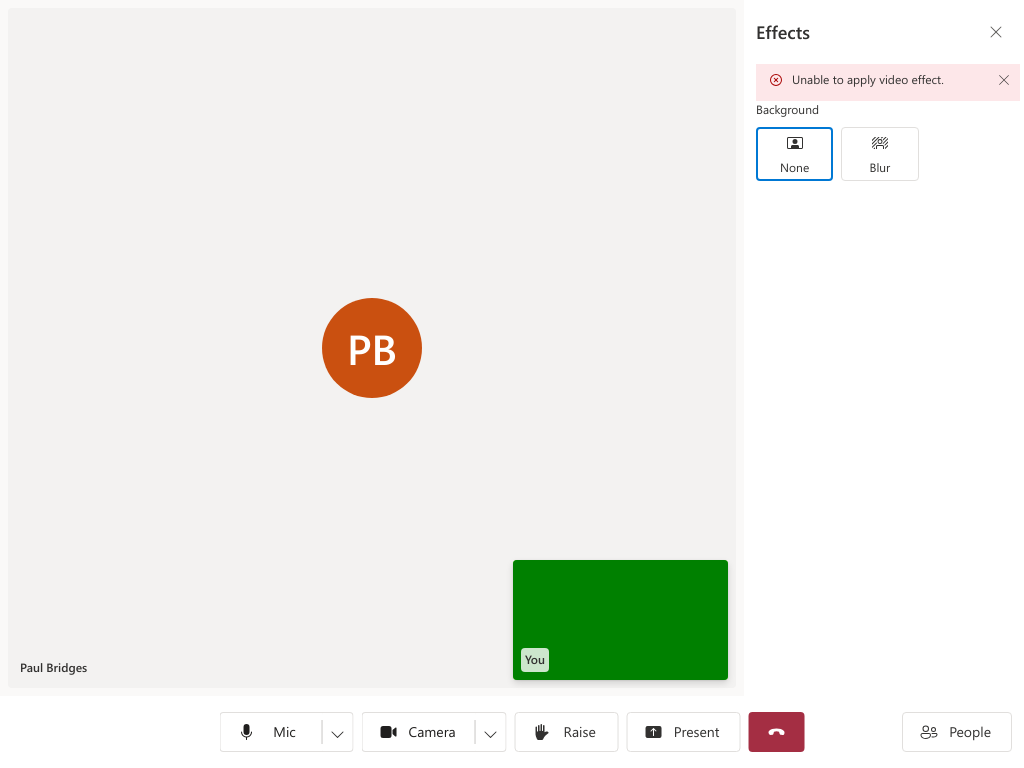 Effects
Unable to apply video effect.
Background
None
Blur
PB
Paul Bridges
You
Mic
Camera
Raise
Present
People